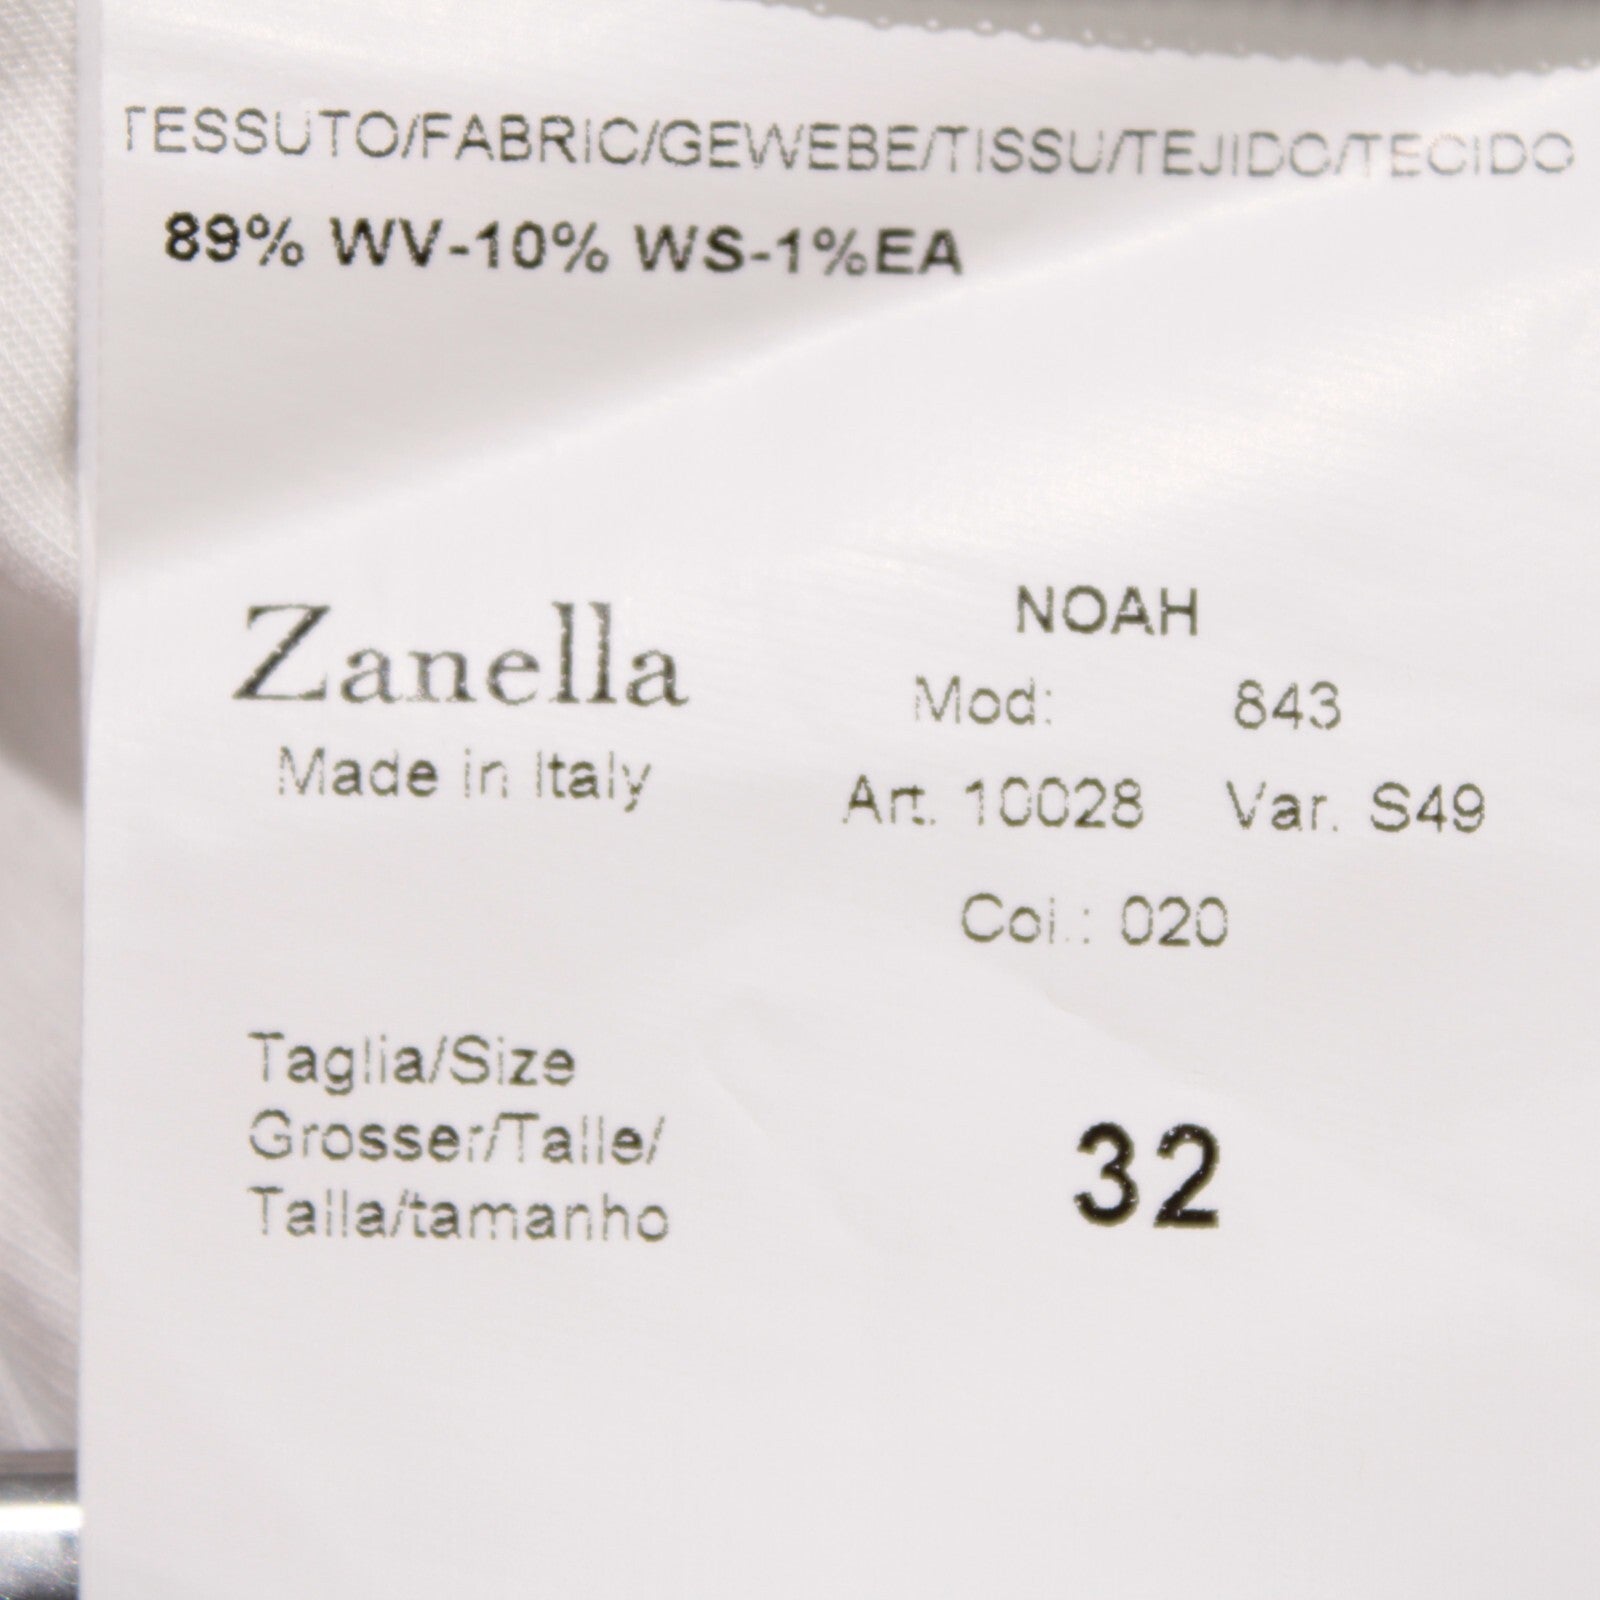 TESSUTO/FABRIC/GEWEBE/TISSU/TEJIDO/TECIDO
89% WV-10% WS-1%EA
Zanella
Made in Italy
NOAH
Mod: 843
Art. 10028 Var. S49
Col.: 020
Taglia/Size
Grosser/Talle/
Talla/tamanho
32